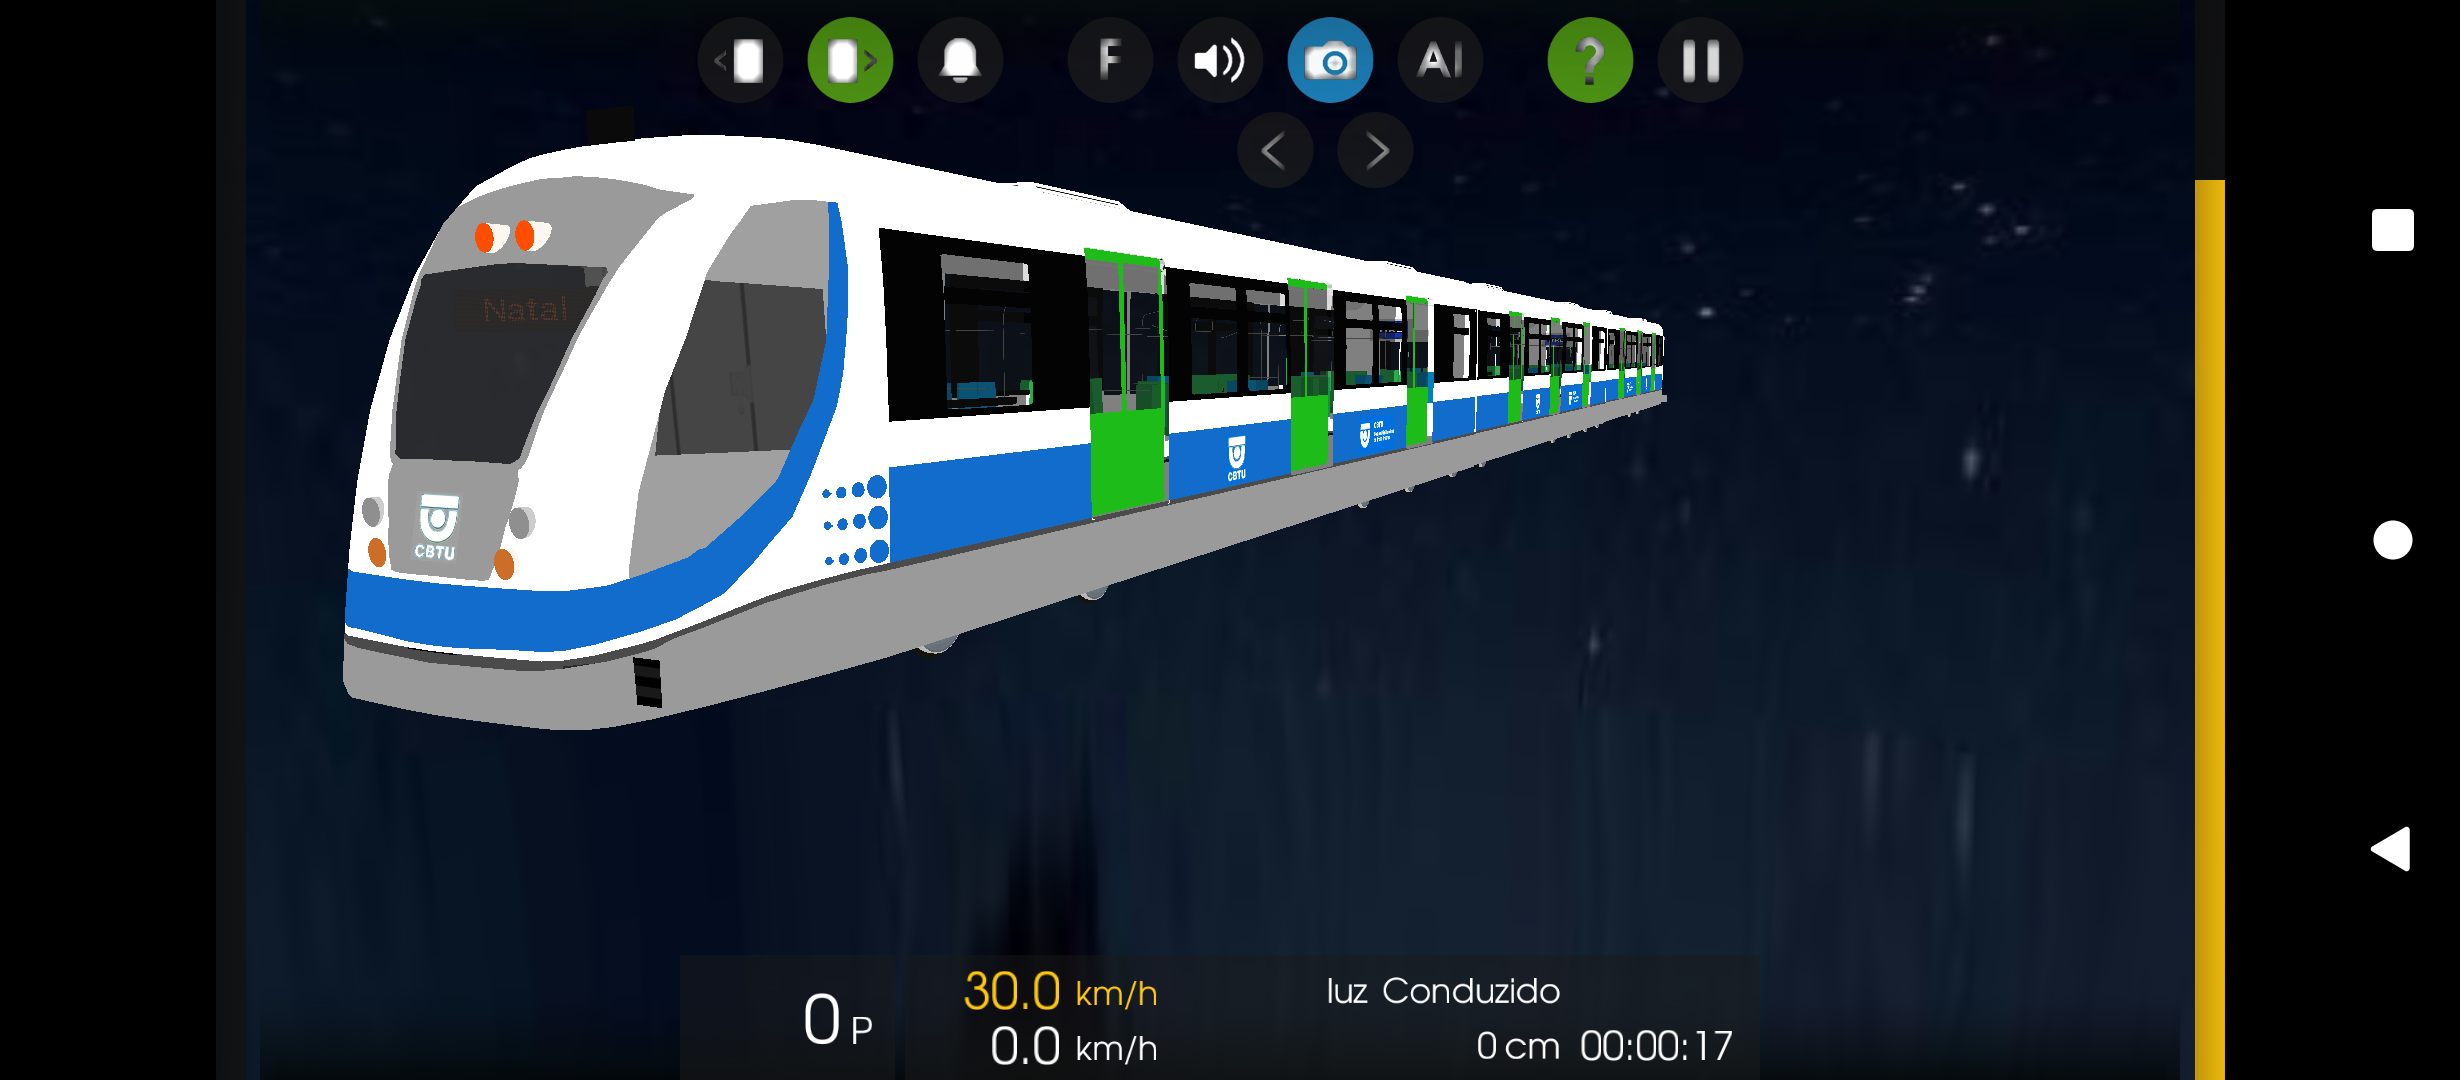 F
AI
?
Natal
CBTU
CBTU
0 P
30.0 km/h
0.0 km/h
luz Conduzido
0 cm 00:00:17